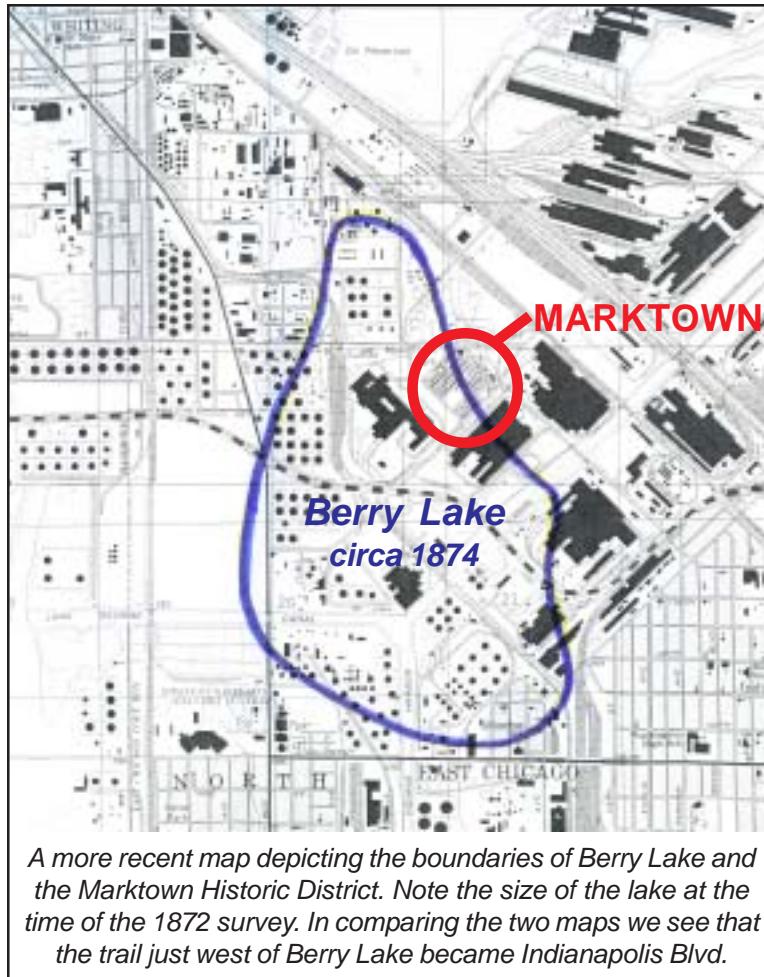 WHITING
MARKTOWN
Berry Lake
circa 1874
NORTH
EAST CHICAGO
A more recent map depicting the boundaries of Berry Lake and
the Marktown Historic District. Note the size of the lake at the
time of the 1872 survey. In comparing the two maps we see that
the trail just west of Berry Lake became Indianapolis Blvd.